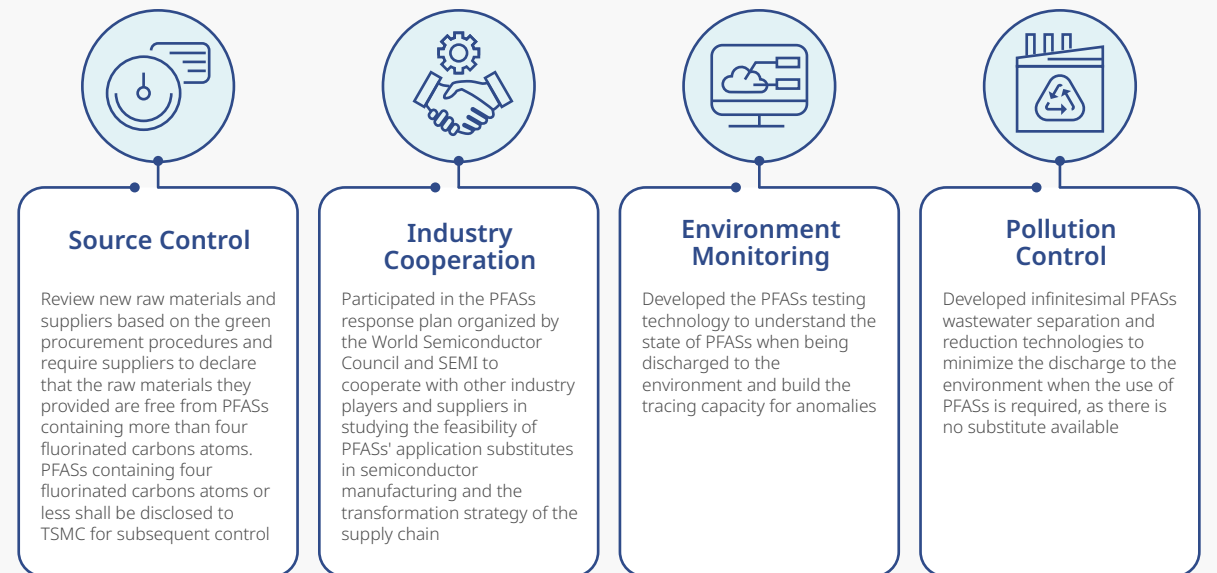 Source Control
Review new raw materials and
suppliers based on the green
procurement procedures and
require suppliers to declare
that the raw materials they
provided are free from PFASs
containing more than four
fluorinated carbons atoms.
PFASs containing four
fluorinated carbons atoms or
less shall be disclosed to
TSMC for subsequent control
Industry
Cooperation
Participated in the PFASs
response plan organized by
the World Semiconductor
Council and SEMI to
cooperate with other industry
players and suppliers in
studying the feasibility of
PFASs' application substitutes
in semiconductor
manufacturing and the
transformation strategy of the
supply chain
Environment
Monitoring
Developed the PFASs testing
technology to understand the
state of PFASs when being
discharged to the
environment and build the
tracing capacity for anomalies
Pollution
Control
Developed infinitesimal PFASs
wastewater separation and
reduction technologies to
minimize the discharge to the
environment when the use of
PFASs is required, as there is
no substitute available